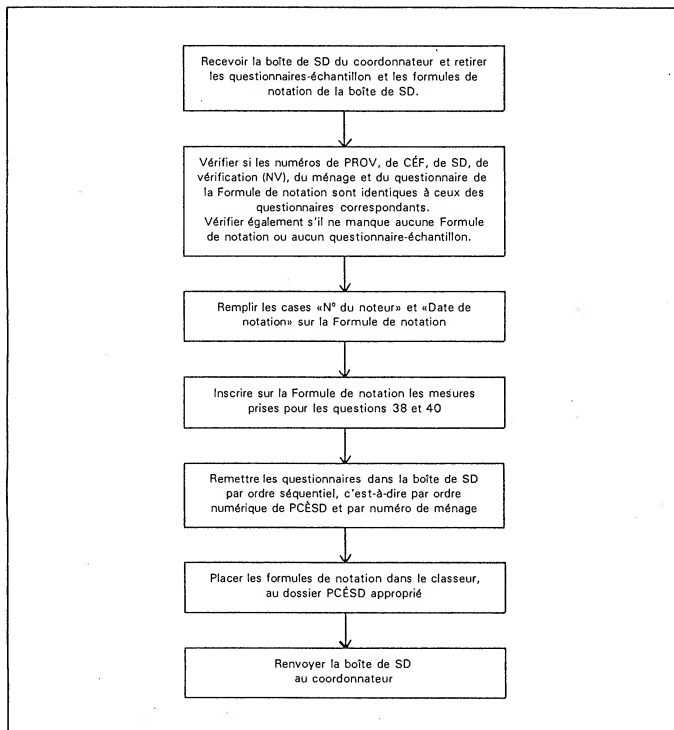 Recevoir la boîte de SD du coordonnateur et retirer
les questionnaires-échantillon et les formules de
notation de la boîte de SD.
Vérifier si les numéros de PROV, de CÉF, de SD, de
vérification (NV), du ménage et du questionnaire de
la Formule de notation sont identiques à ceux des
questionnaires correspondants.
Vérifier également s'il ne manque aucune Formule
de notation ou aucun questionnaire-échantillon.
Remplir les cases «N° du noteur» et «Date de
notation» sur la Formule de notation
Inscrire sur la Formule de notation les mesures
prises pour les questions 38 et 40
Remettre les questionnaires dans la boîte de SD
par ordre séquentiel, c'est-à-dire par ordre
numérique de PCÈSD et par numéro de ménage
Placer les formules de notation dans le classeur,
au dossier PCÉSD approprié
Renvoyer la boîte de SD
au coordonnateur